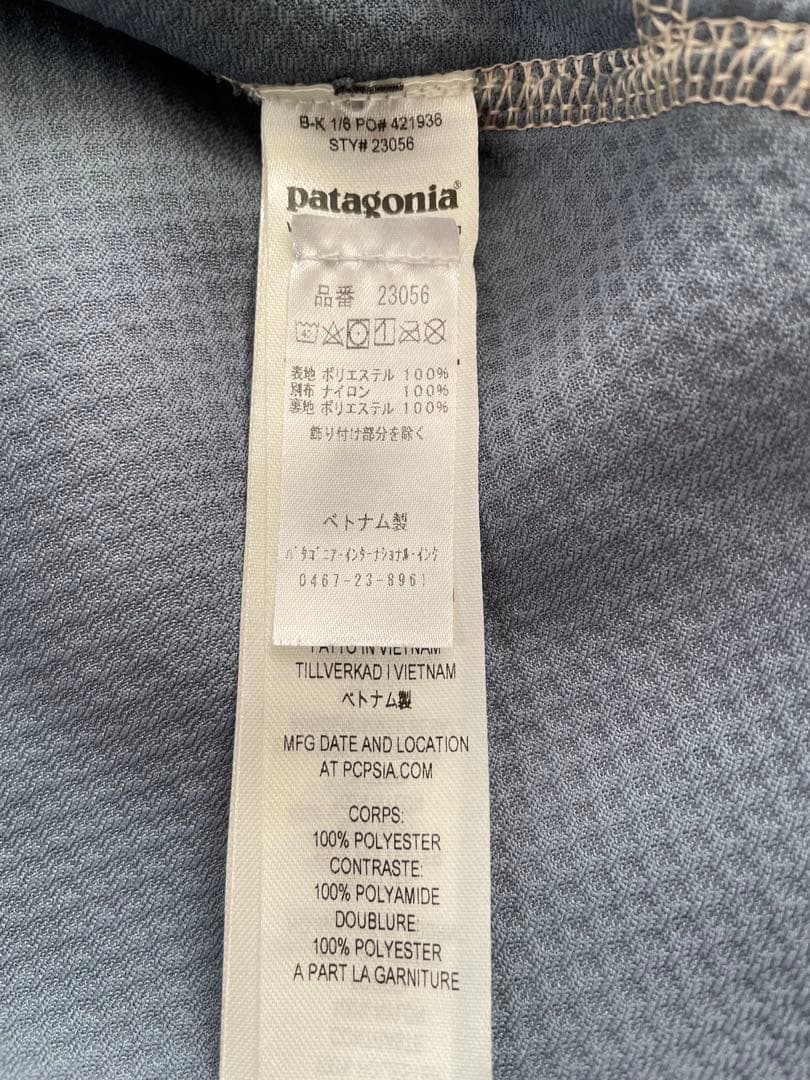 B-K 1/6 PO# 421936
STY# 23056
patagonia®
品番 23056
表地 ポリエステル 100%
別布 ナイロン 100%
裏地 ポリエステル 100%
飾り付け部分を除く
ベトナム製
パタゴニア・インターナショナル・インク
0467-23-8961
FATTO IN VIETNAM
TILLVERKAD I VIETNAM
ベトナム製
MFG DATE AND LOCATION
AT PCPSIA.COM
CORPS:
100% POLYESTER
CONTRASTE:
100% POLYAMIDE
DOUBLURE:
100% POLYESTER
A PART LA GARNITURE